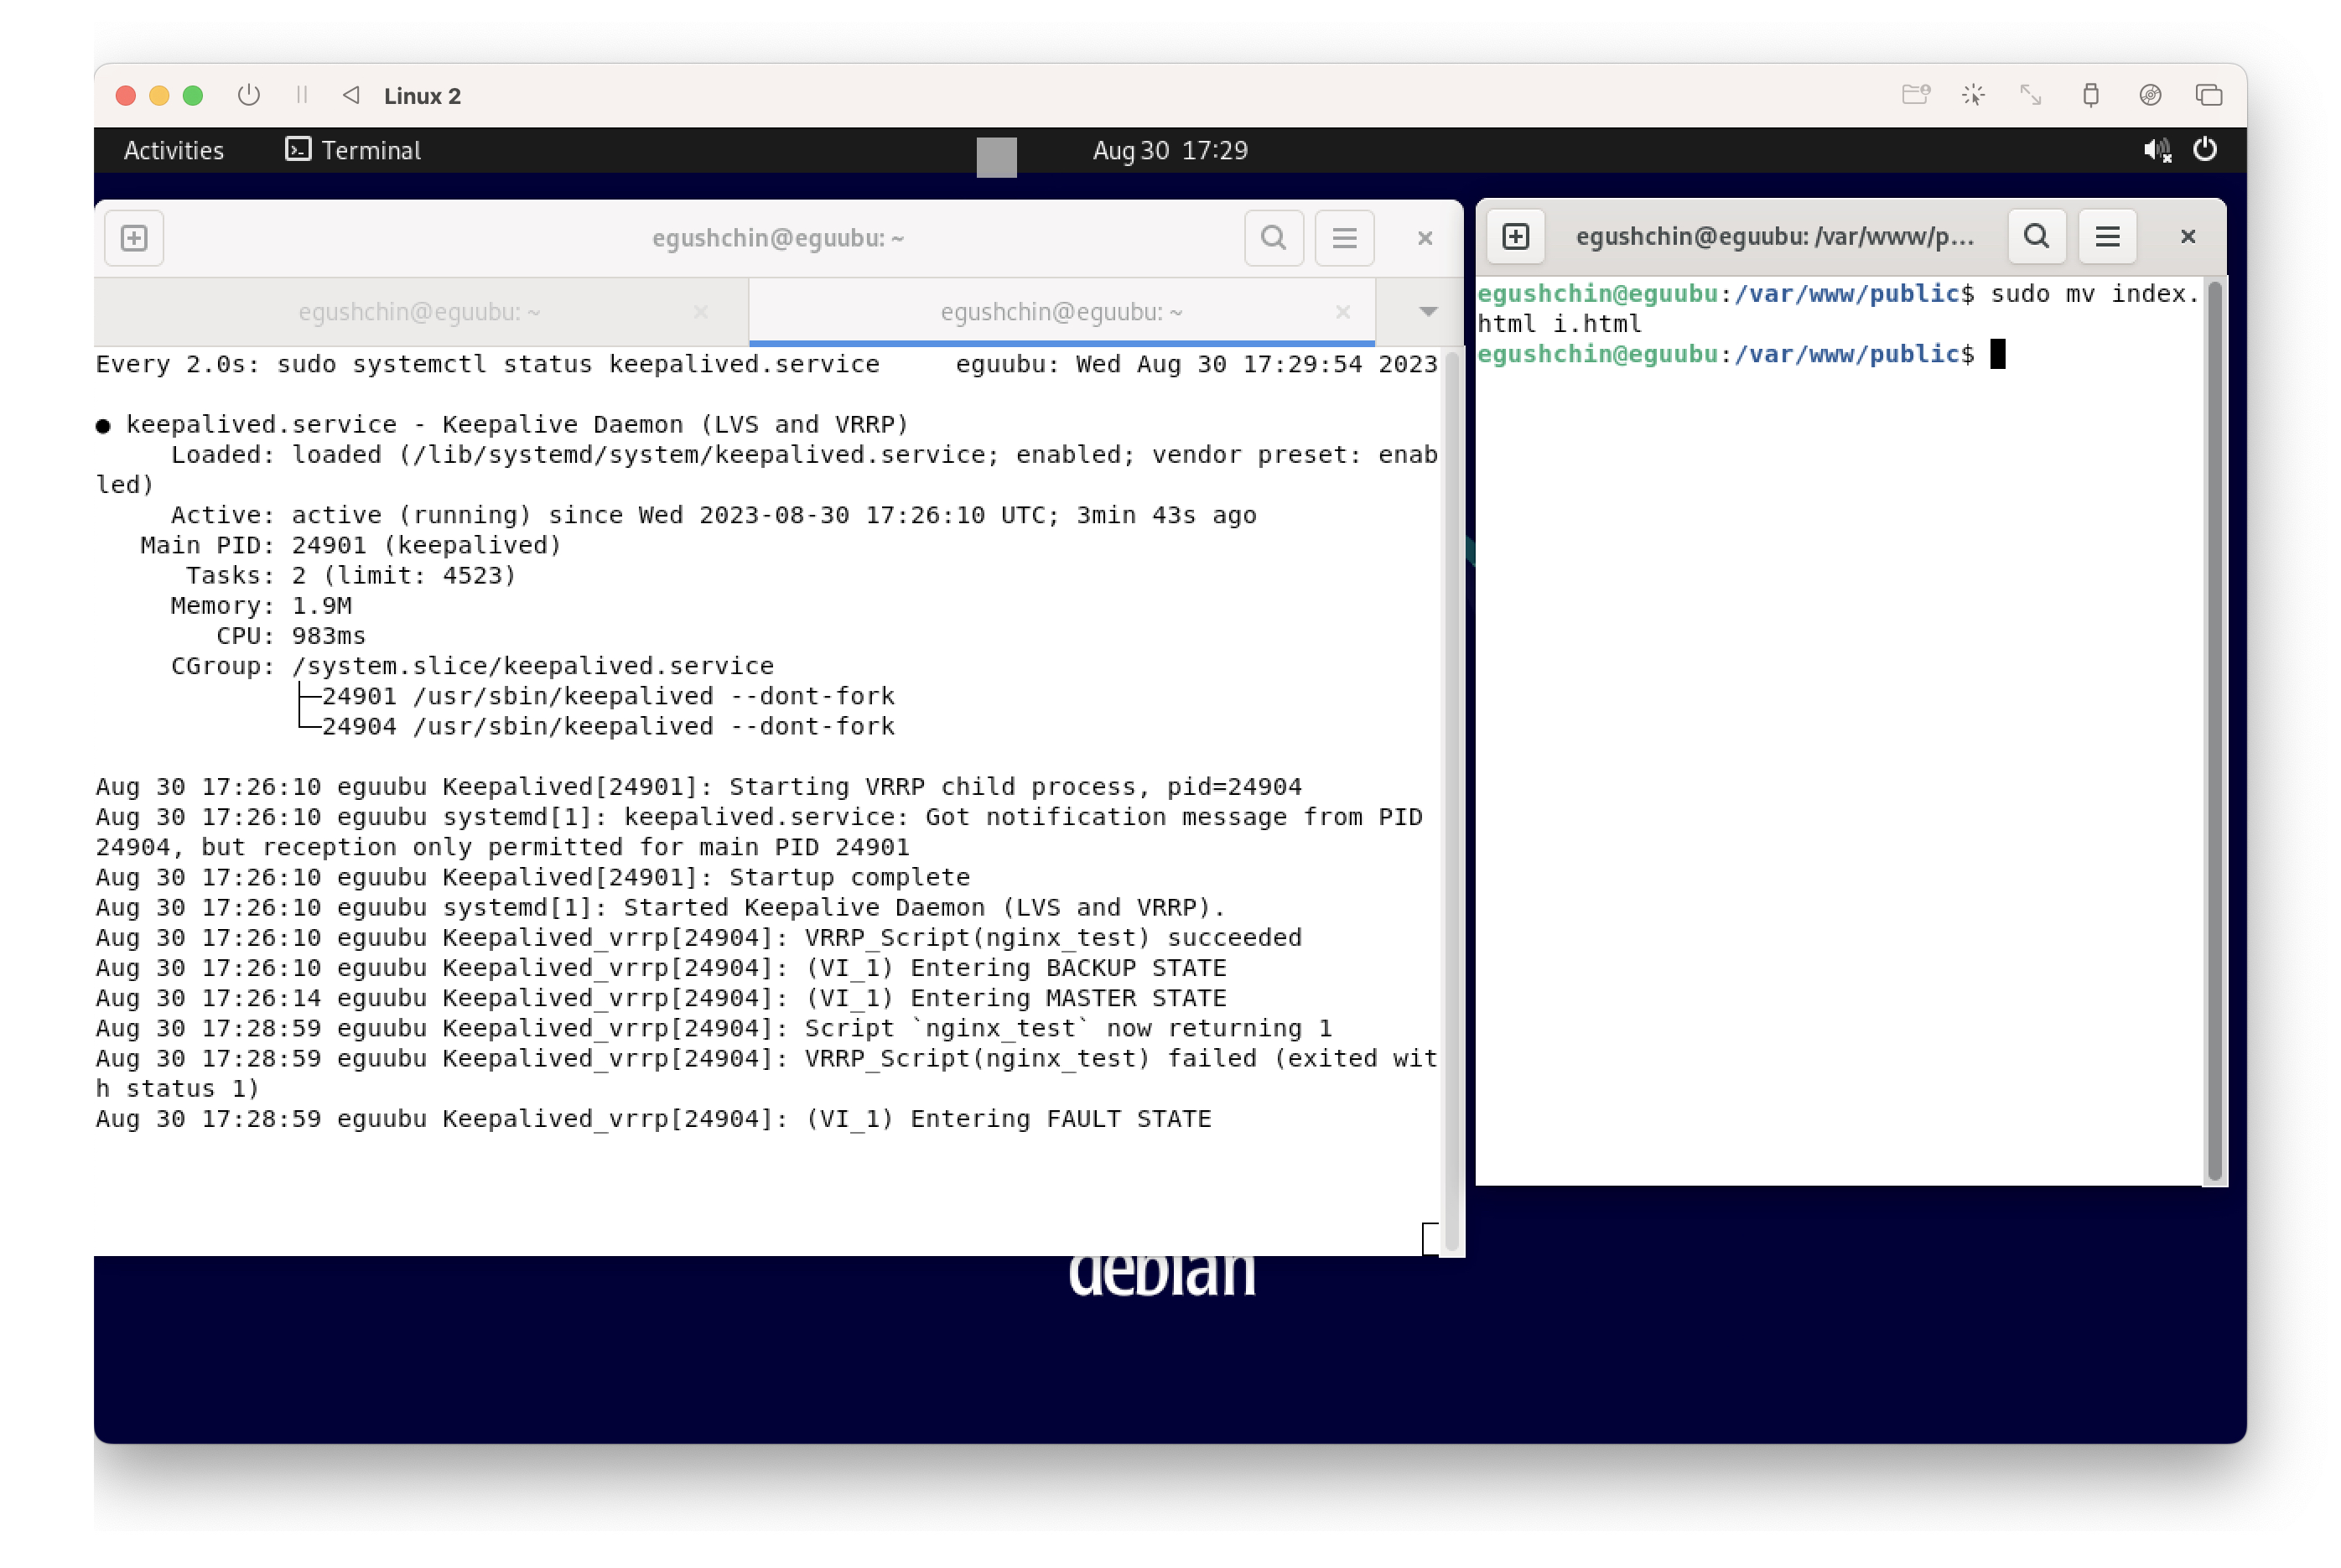 Linux 2
Activities
Terminal
Aug 30 17:29
egushchin@eguubu: ~
egushchin@eguubu: ~
egushchin@eguubu: ~
Every 2.0s: sudo systemctl status keepalived.service eguubu: Wed Aug 30 17:29:54 2023
● keepalived.service - Keepalive Daemon (LVS and VRRP)
Loaded: loaded (/lib/systemd/system/keepalived.service; enabled; vendor preset: enab
led)
Active: active (running) since Wed 2023-08-30 17:26:10 UTC; 3min 43s ago
Main PID: 24901 (keepalived)
Tasks: 2 (limit: 4523)
Memory: 1.9M
CPU: 983ms
CGroup: /system.slice/keepalived.service
├─24901 /usr/sbin/keepalived --dont-fork
└─24904 /usr/sbin/keepalived --dont-fork
Aug 30 17:26:10 eguubu Keepalived[24901]: Starting VRRP child process, pid=24904
Aug 30 17:26:10 eguubu systemd[1]: keepalived.service: Got notification message from PID
24904, but reception only permitted for main PID 24901
Aug 30 17:26:10 eguubu Keepalived[24901]: Startup complete
Aug 30 17:26:10 eguubu systemd[1]: Started Keepalive Daemon (LVS and VRRP).
Aug 30 17:26:10 eguubu Keepalived_vrrp[24904]: VRRP_Script(nginx_test) succeeded
Aug 30 17:26:10 eguubu Keepalived_vrrp[24904]: (VI_1) Entering BACKUP STATE
Aug 30 17:26:14 eguubu Keepalived_vrrp[24904]: (VI_1) Entering MASTER STATE
Aug 30 17:28:59 eguubu Keepalived_vrrp[24904]: Script `nginx_test` now returning 1
Aug 30 17:28:59 eguubu Keepalived_vrrp[24904]: VRRP_Script(nginx_test) failed (exited wit
h status 1)
Aug 30 17:28:59 eguubu Keepalived_vrrp[24904]: (VI_1) Entering FAULT STATE
egushchin@eguubu: /var/www/p...
egushchin@eguubu:/var/www/public$ sudo mv index.
html i.html
egushchin@eguubu:/var/www/public$
debian